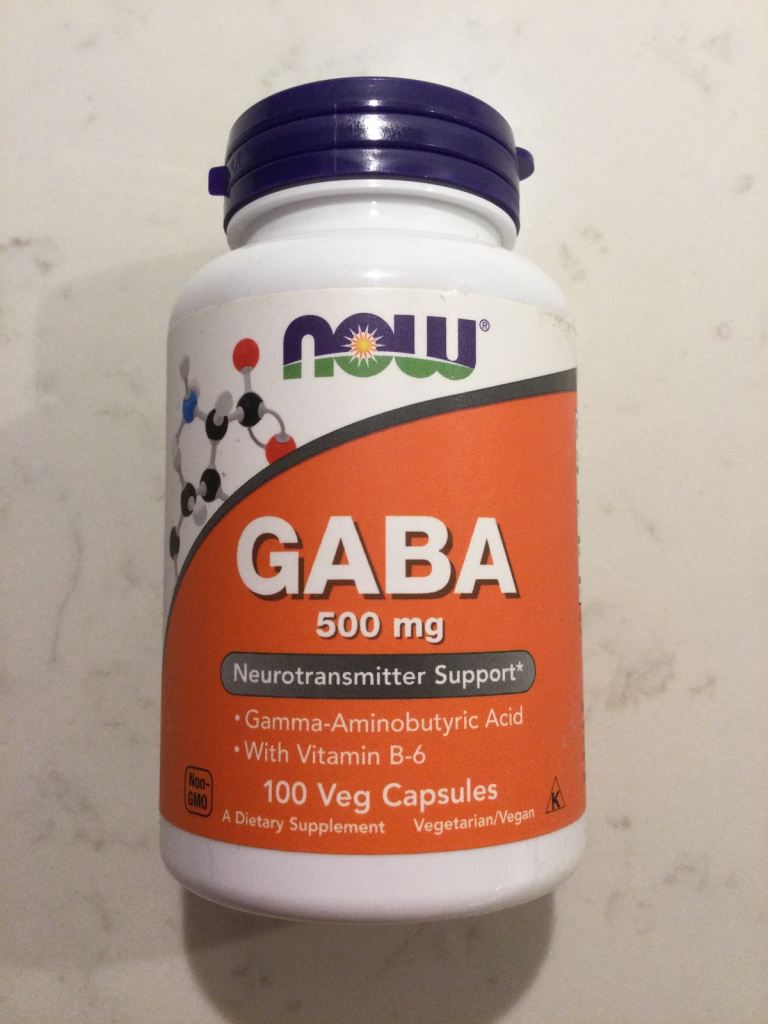 NOW®
GABA
500 mg
Neurotransmitter Support*
• Gamma-Aminobutyric Acid
• With Vitamin B-6
Non-
GMO
100 Veg Capsules
K
A Dietary Supplement Vegetarian/Vegan